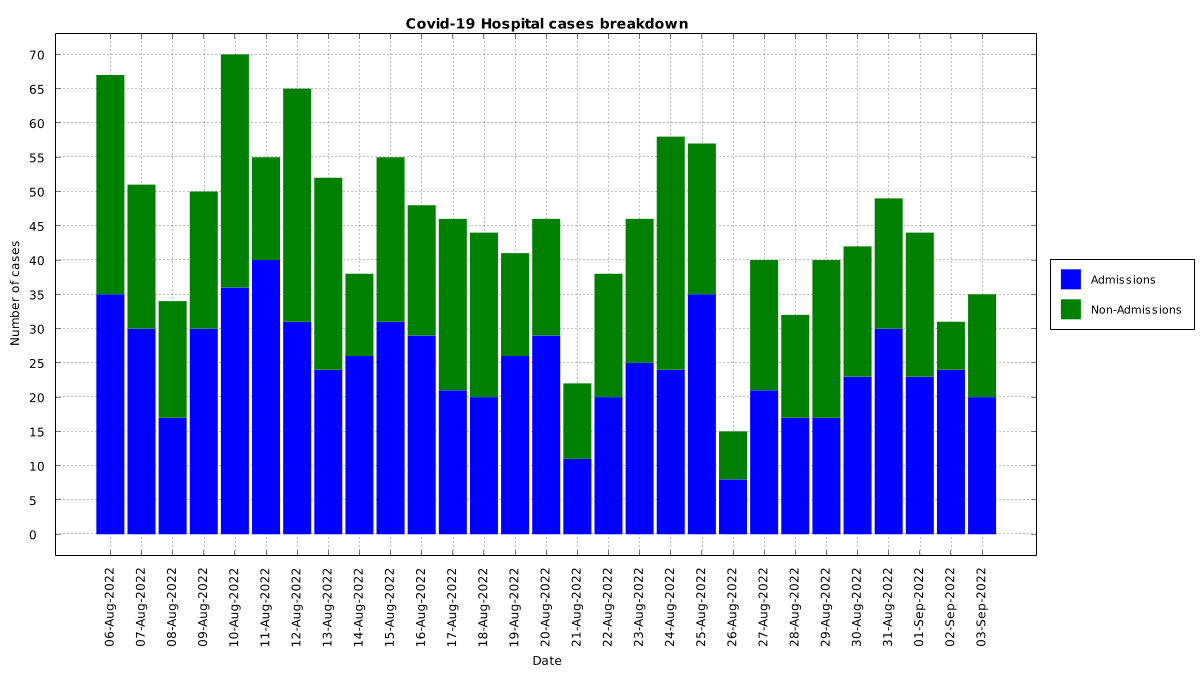 Covid-19 Hospital cases breakdown
70
65
60
55
50
45
40
35
30
25
20
15
10
5
0
Number of cases
Admissions
Non-Admissions
06-Aug-2022
07-Aug-2022
08-Aug-2022
09-Aug-2022
10-Aug-2022
11-Aug-2022
12-Aug-2022
13-Aug-2022
14-Aug-2022
15-Aug-2022
16-Aug-2022
17-Aug-2022
18-Aug-2022
19-Aug-2022
20-Aug-2022
21-Aug-2022
22-Aug-2022
23-Aug-2022
24-Aug-2022
25-Aug-2022
26-Aug-2022
27-Aug-2022
28-Aug-2022
29-Aug-2022
30-Aug-2022
31-Aug-2022
01-Sep-2022
02-Sep-2022
03-Sep-2022
Date